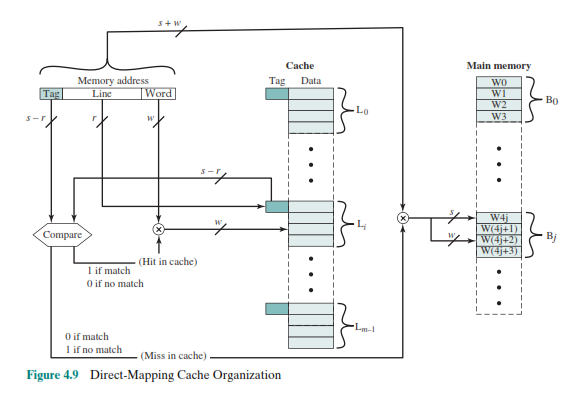 s + w
Cache
Main memory
Memory address
Tag Data
W0
Tag Line Word
W1
B0
W2
L0
W3
s – r
r
w
s – r
s
W4j
Li
W(4j+1)
Compare
w
w
W(4j+2)
Bj
W(4j+3)
(Hit in cache)
1 if match
0 if no match
Lm–1
0 if match
1 if no match
(Miss in cache)
Figure 4.9 Direct-Mapping Cache Organization